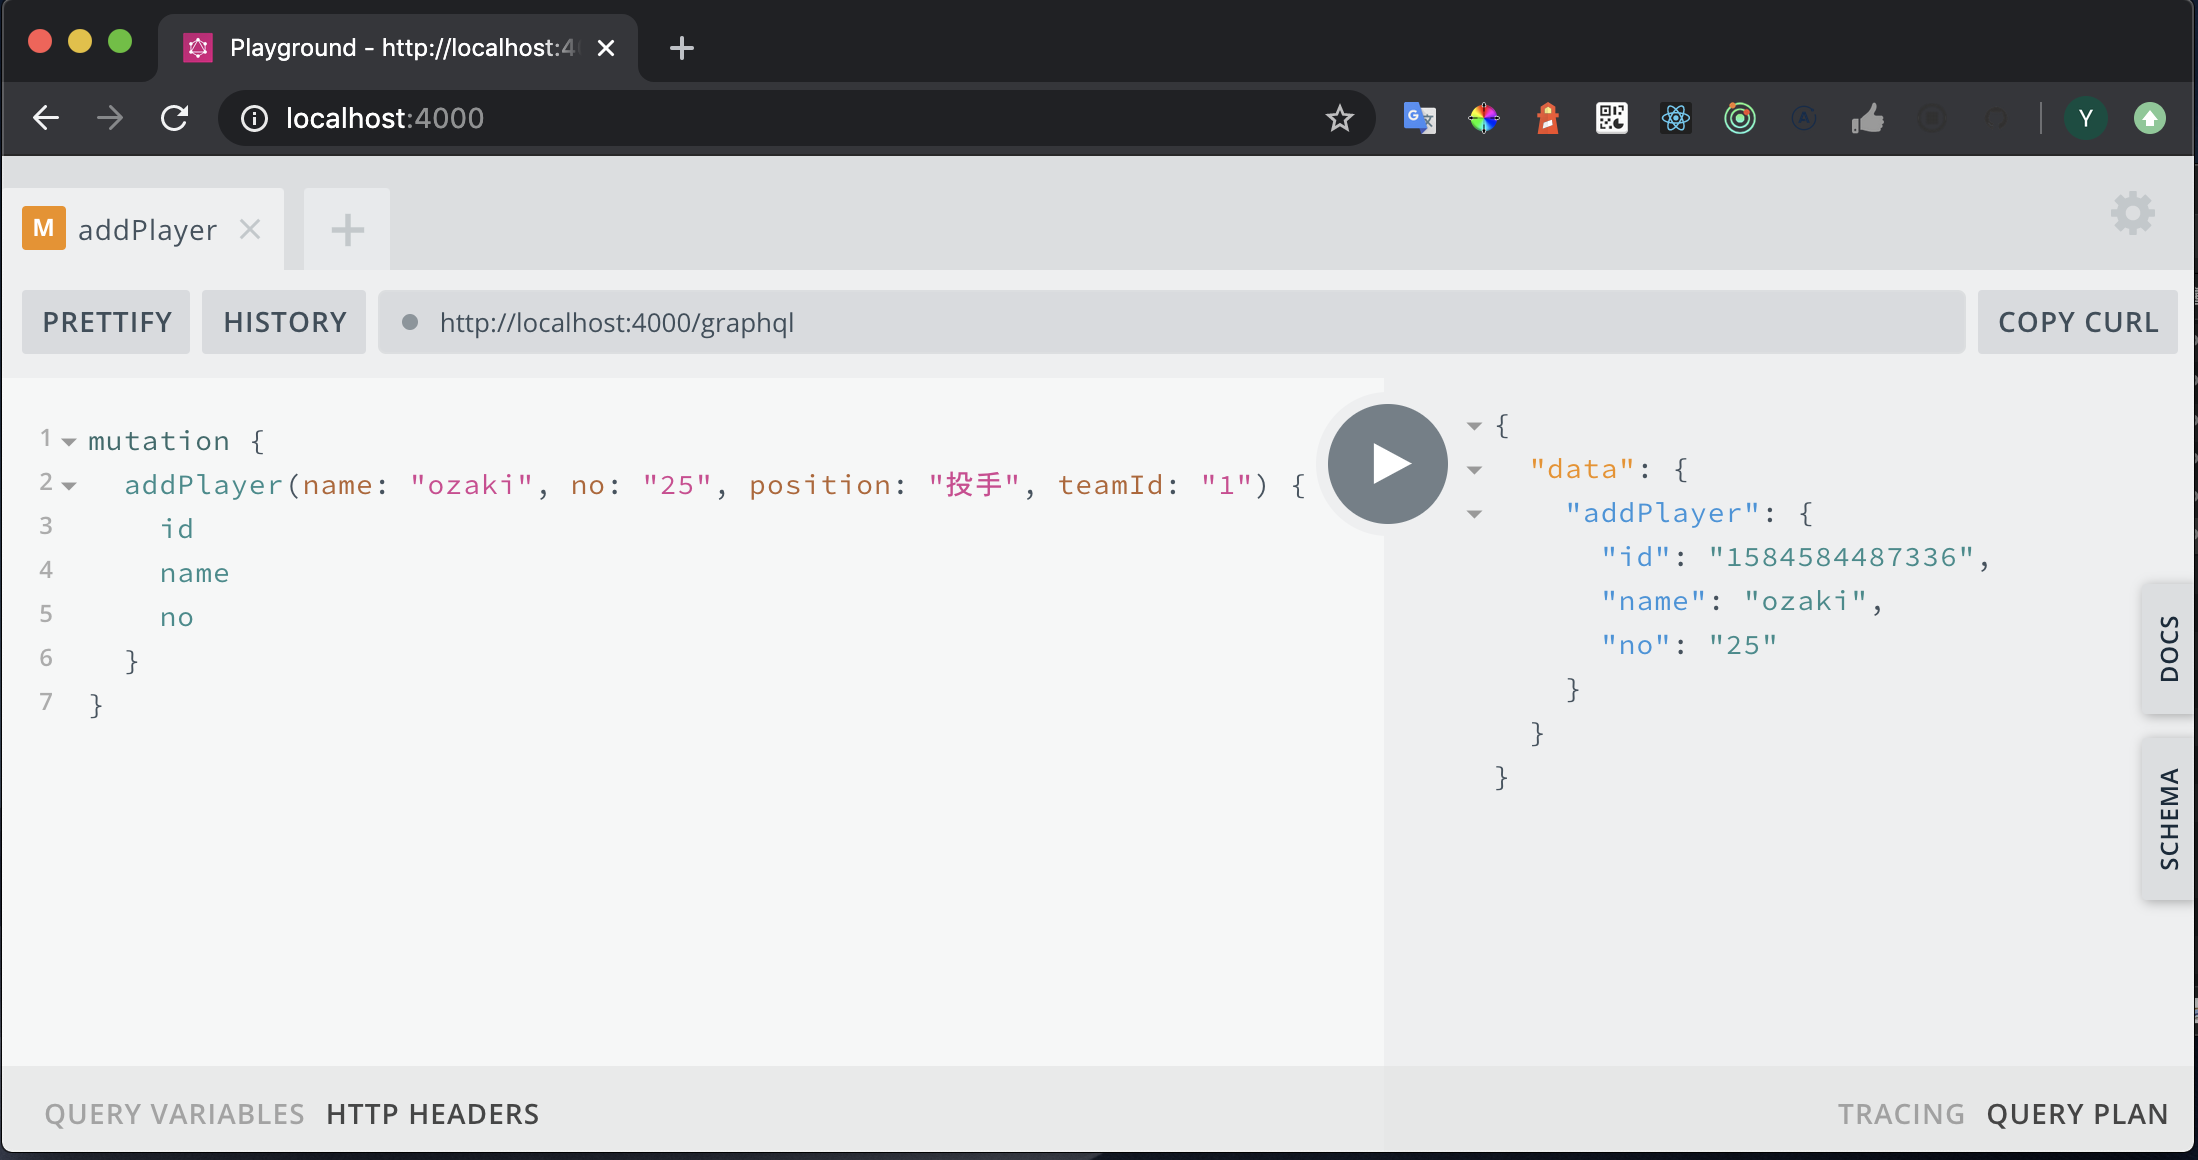 Playground - http://localhost:4
localhost:4000
Y
M addPlayer
PRETTIFY HISTORY http://localhost:4000/graphql COPY CURL
1 mutation {
2 addPlayer(name: "ozaki", no: "25", position: "投手", teamId: "1") {
3 id
4 name
5 no
6 }
7 }
{
"data": {
"addPlayer": {
"id": "1584584487336",
"name": "ozaki",
"no": "25"
}
}
}
DOCS
SCHEMA
QUERY VARIABLES HTTP HEADERS
TRACING QUERY PLAN